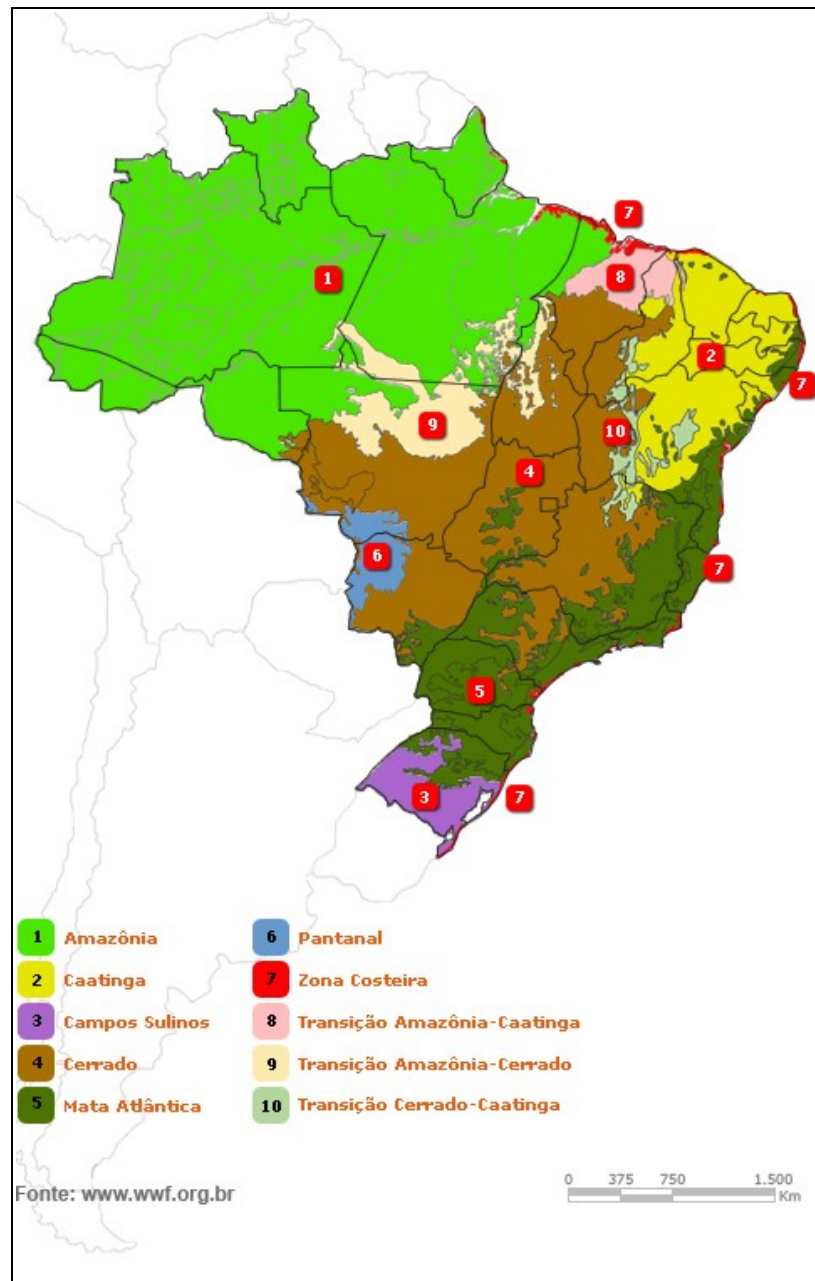 7
1
8
2
7
9
10
4
6
7
5
3
7
1 Amazônia
2 Caatinga
3 Campos Sulinos
4 Cerrado
5 Mata Atlântica
6 Pantanal
7 Zona Costeira
8 Transição Amazônia-Caatinga
9 Transição Amazônia-Cerrado
10 Transição Cerrado-Caatinga
Fonte: www.wwf.org.br
0 375 750 1.500
Km